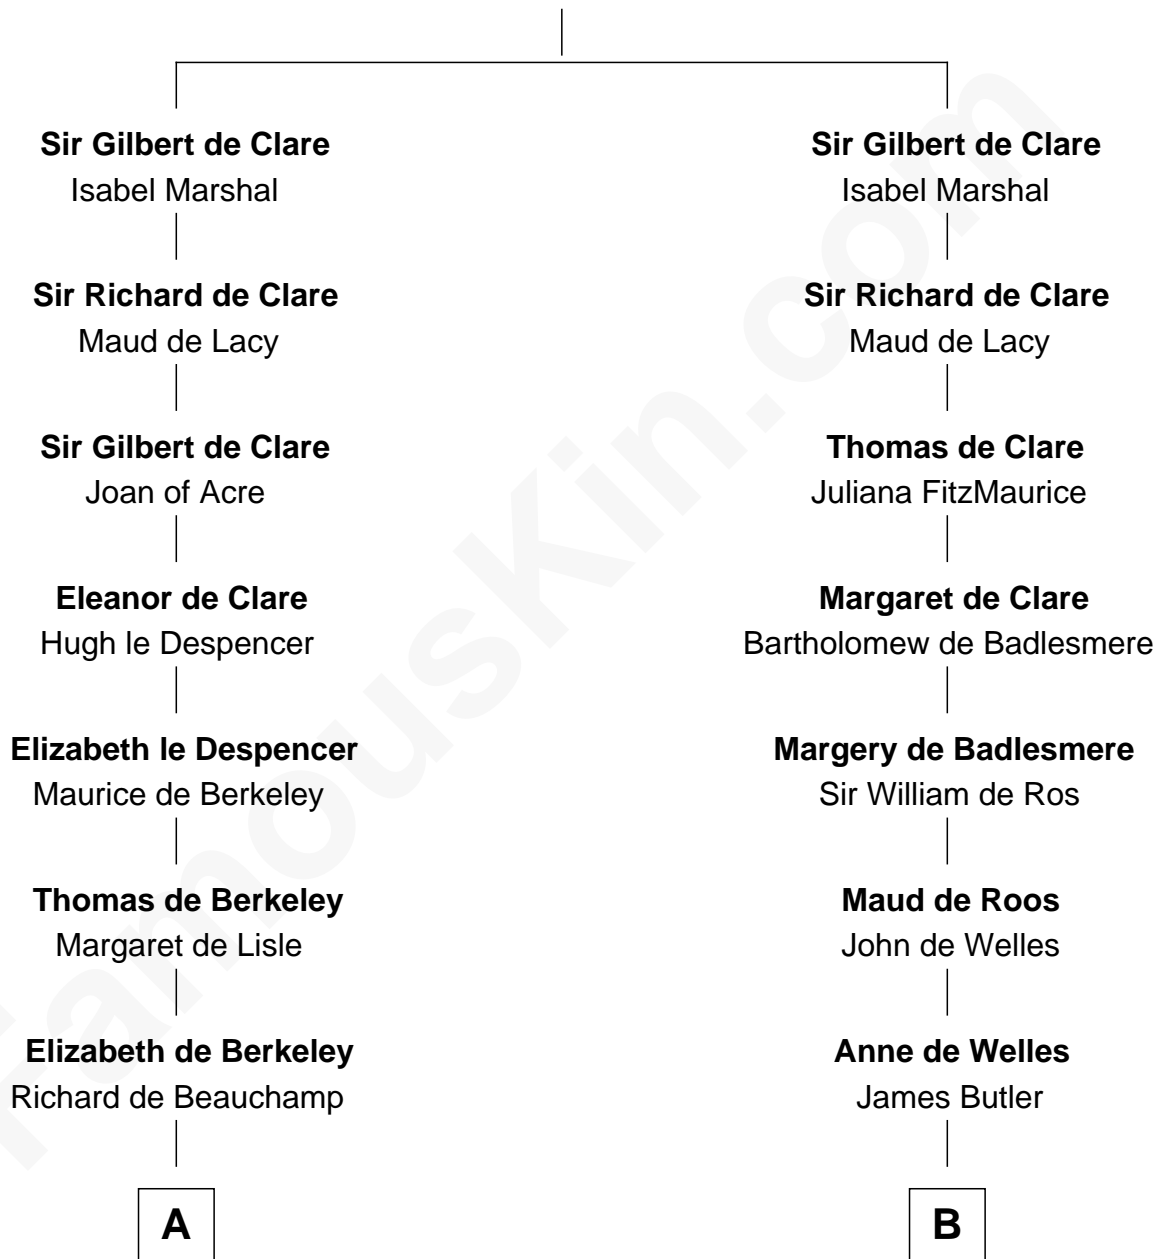 Sir Gilbert de Clare
Isabel Marshal
Sir Richard de Clare
Maud de Lacy
Sir Gilbert de Clare
Joan of Acre
Eleanor de Clare
Hugh le Despencer
Elizabeth le Despencer
Maurice de Berkeley
Thomas de Berkeley
Margaret de Lisle
Elizabeth de Berkeley
Richard de Beauchamp
A
Sir Gilbert de Clare
Isabel Marshal
Sir Richard de Clare
Maud de Lacy
Thomas de Clare
Juliana FitzMaurice
Margaret de Clare
Bartholomew de Badlesmere
Margery de Badlesmere
Sir William de Ros
Maud de Roos
John de Welles
Anne de Welles
James Butler
B
FamousKin.com